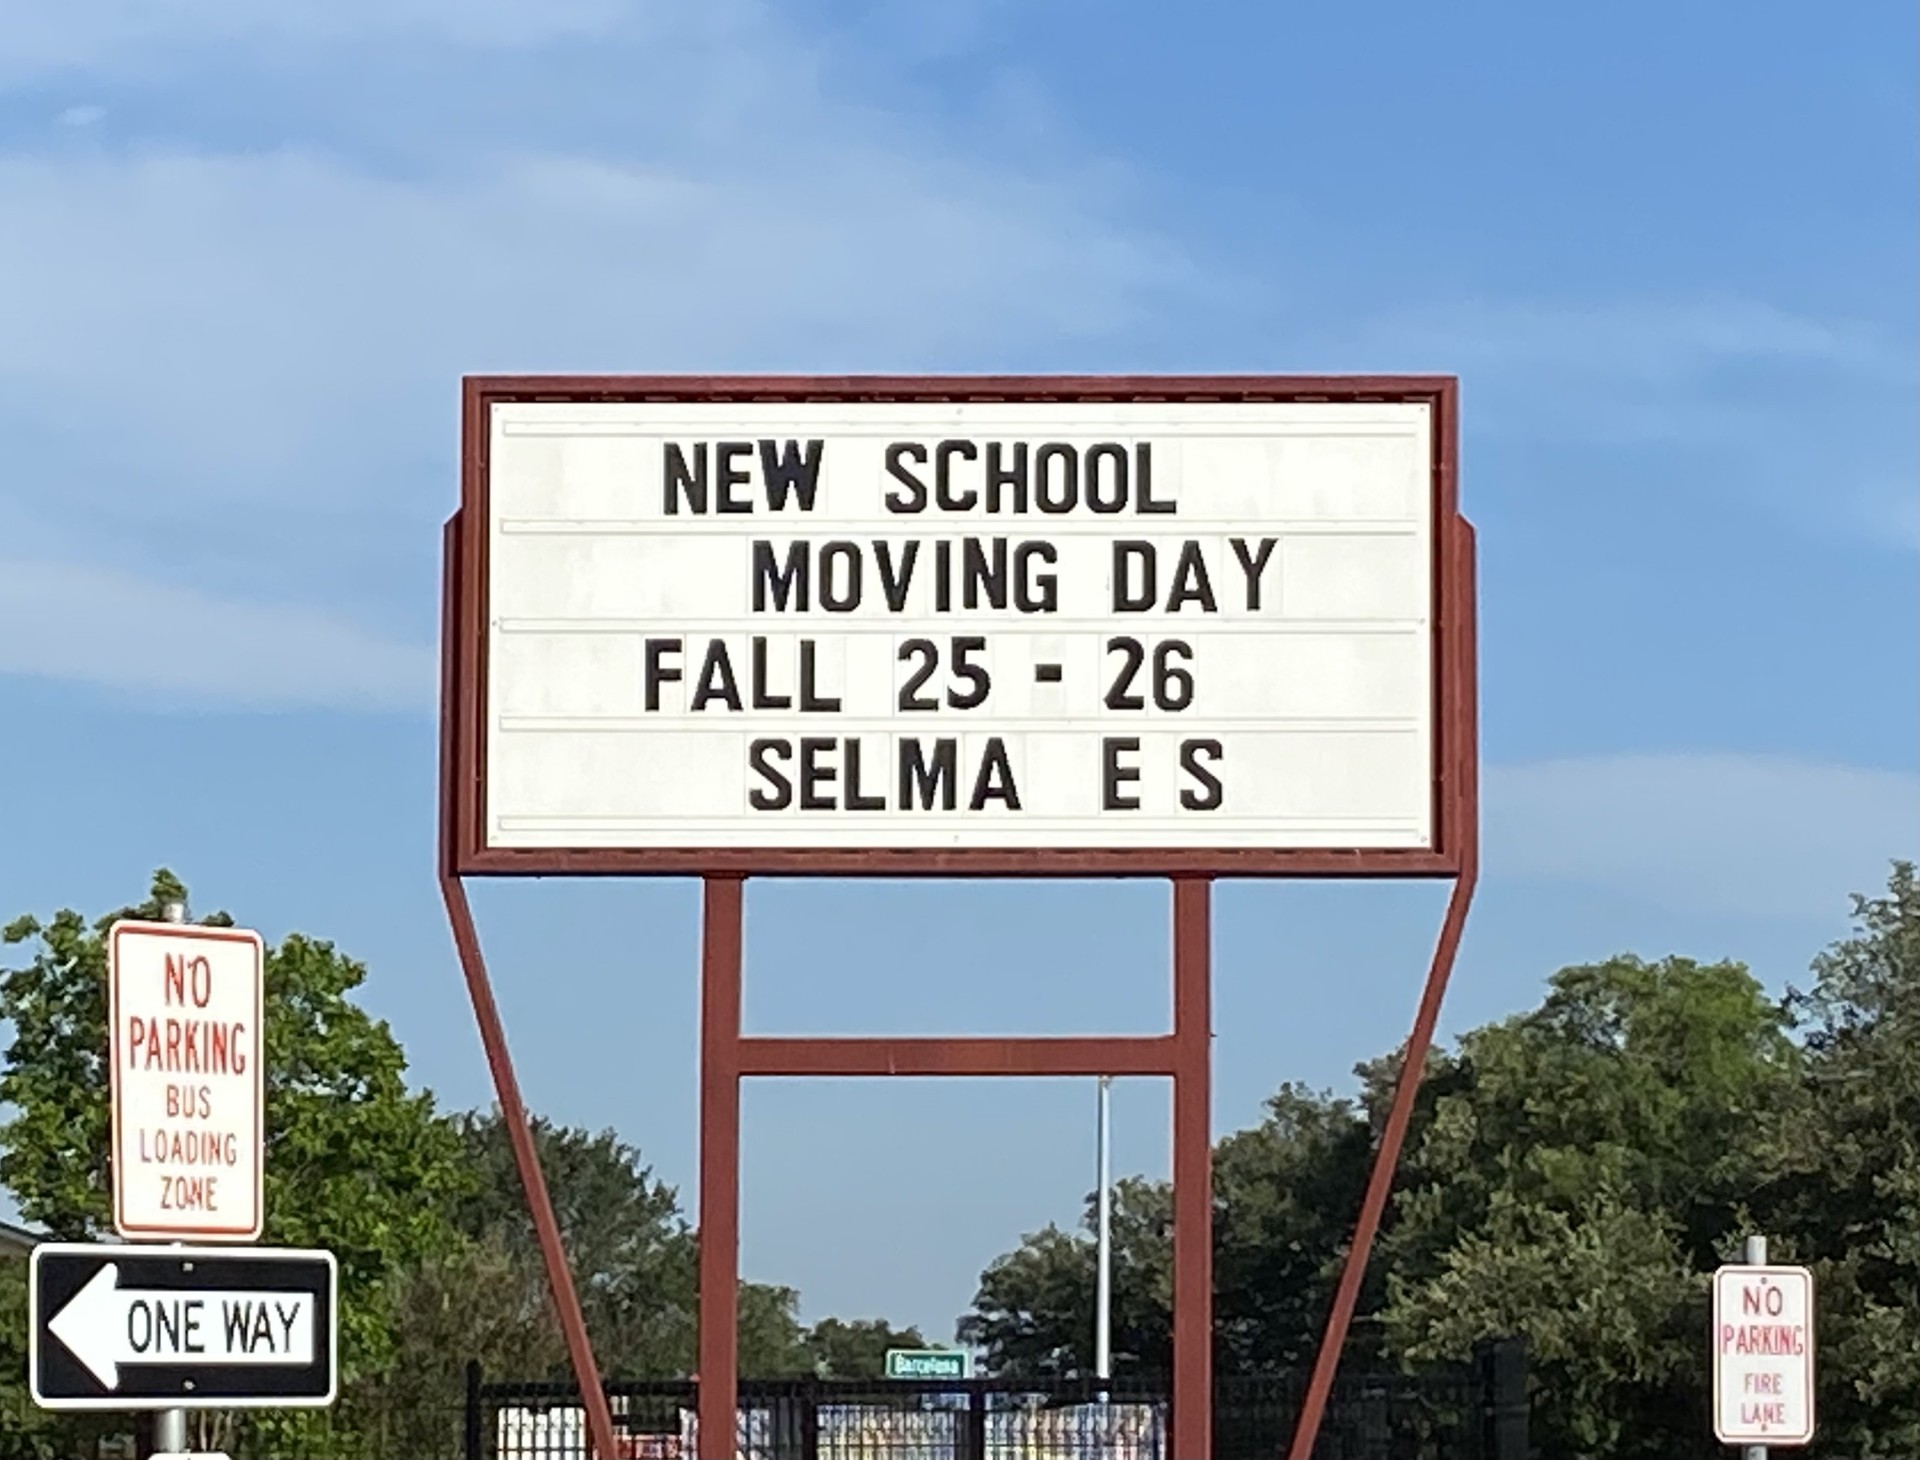 NEW SCHOOL
MOVING DAY
FALL 25 - 26
SELMA E S
NO
PARKING
BUS
LOADING
ZONE
ONE WAY
Barcelona
NO
PARKING
FIRE
LANE